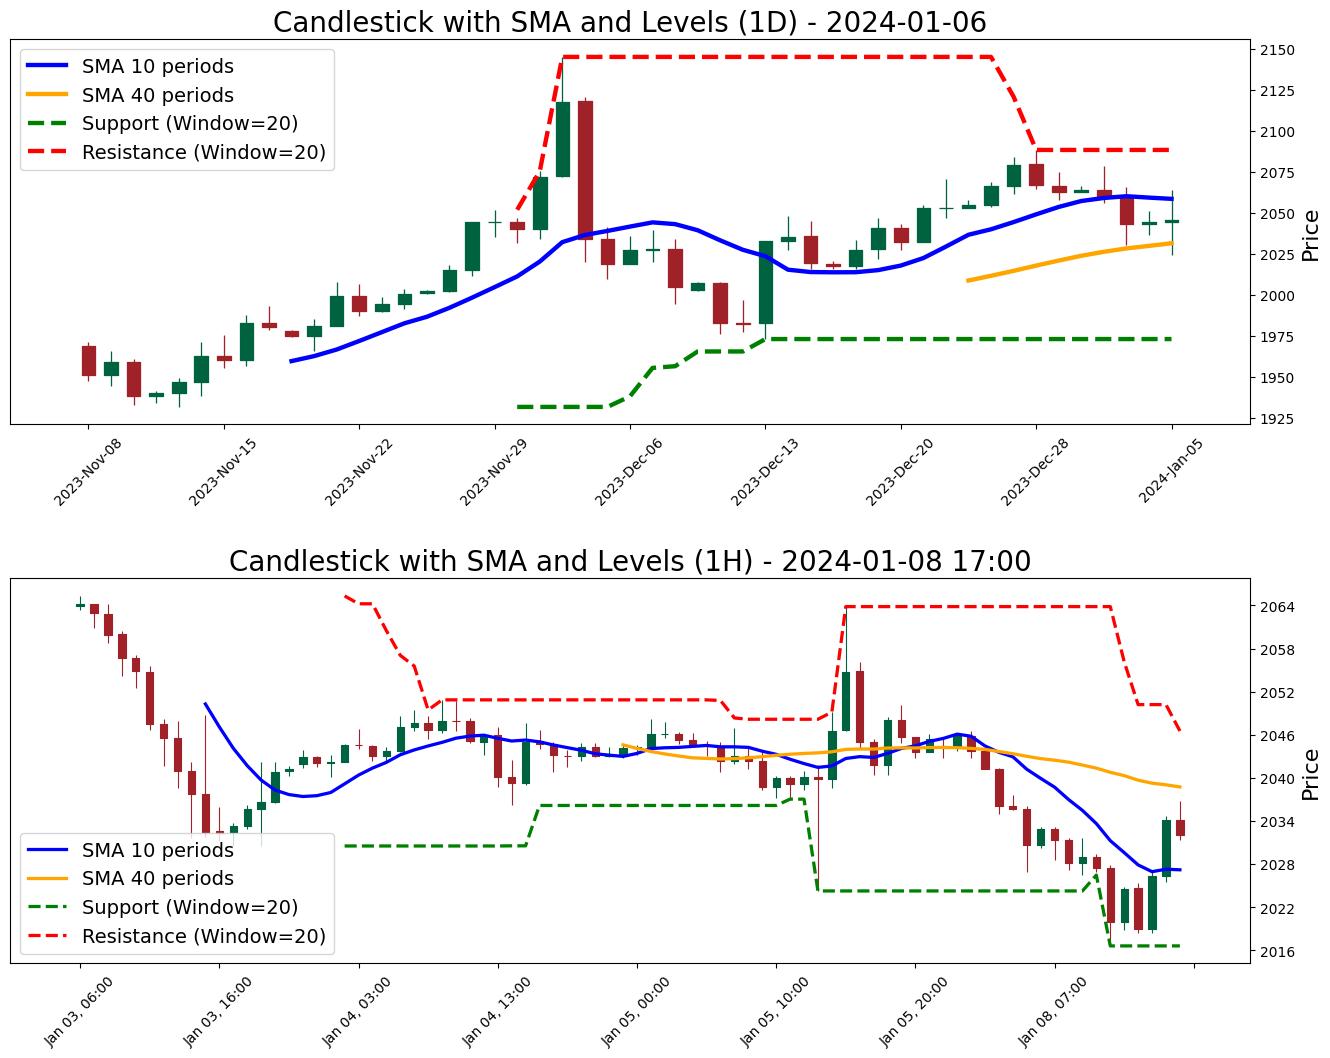 Candlestick with SMA and Levels (1D) - 2024-01-06
SMA 10 periods
SMA 40 periods
Support (Window=20)
Resistance (Window=20)
2150
2125
2100
2075
2050
2025
2000
1975
1950
1925
Price
2023-Nov-08
2023-Nov-15
2023-Nov-22
2023-Nov-29
2023-Dec-06
2023-Dec-13
2023-Dec-20
2023-Dec-28
2024-Jan-05
Candlestick with SMA and Levels (1H) - 2024-01-08 17:00
2064
2058
2052
2046
2040
2034
2028
2022
2016
Price
SMA 10 periods
SMA 40 periods
Support (Window=20)
Resistance (Window=20)
Jan 03, 06:00
Jan 03, 16:00
Jan 04, 03:00
Jan 04, 13:00
Jan 05, 00:00
Jan 05, 10:00
Jan 05, 20:00
Jan 08, 07:00